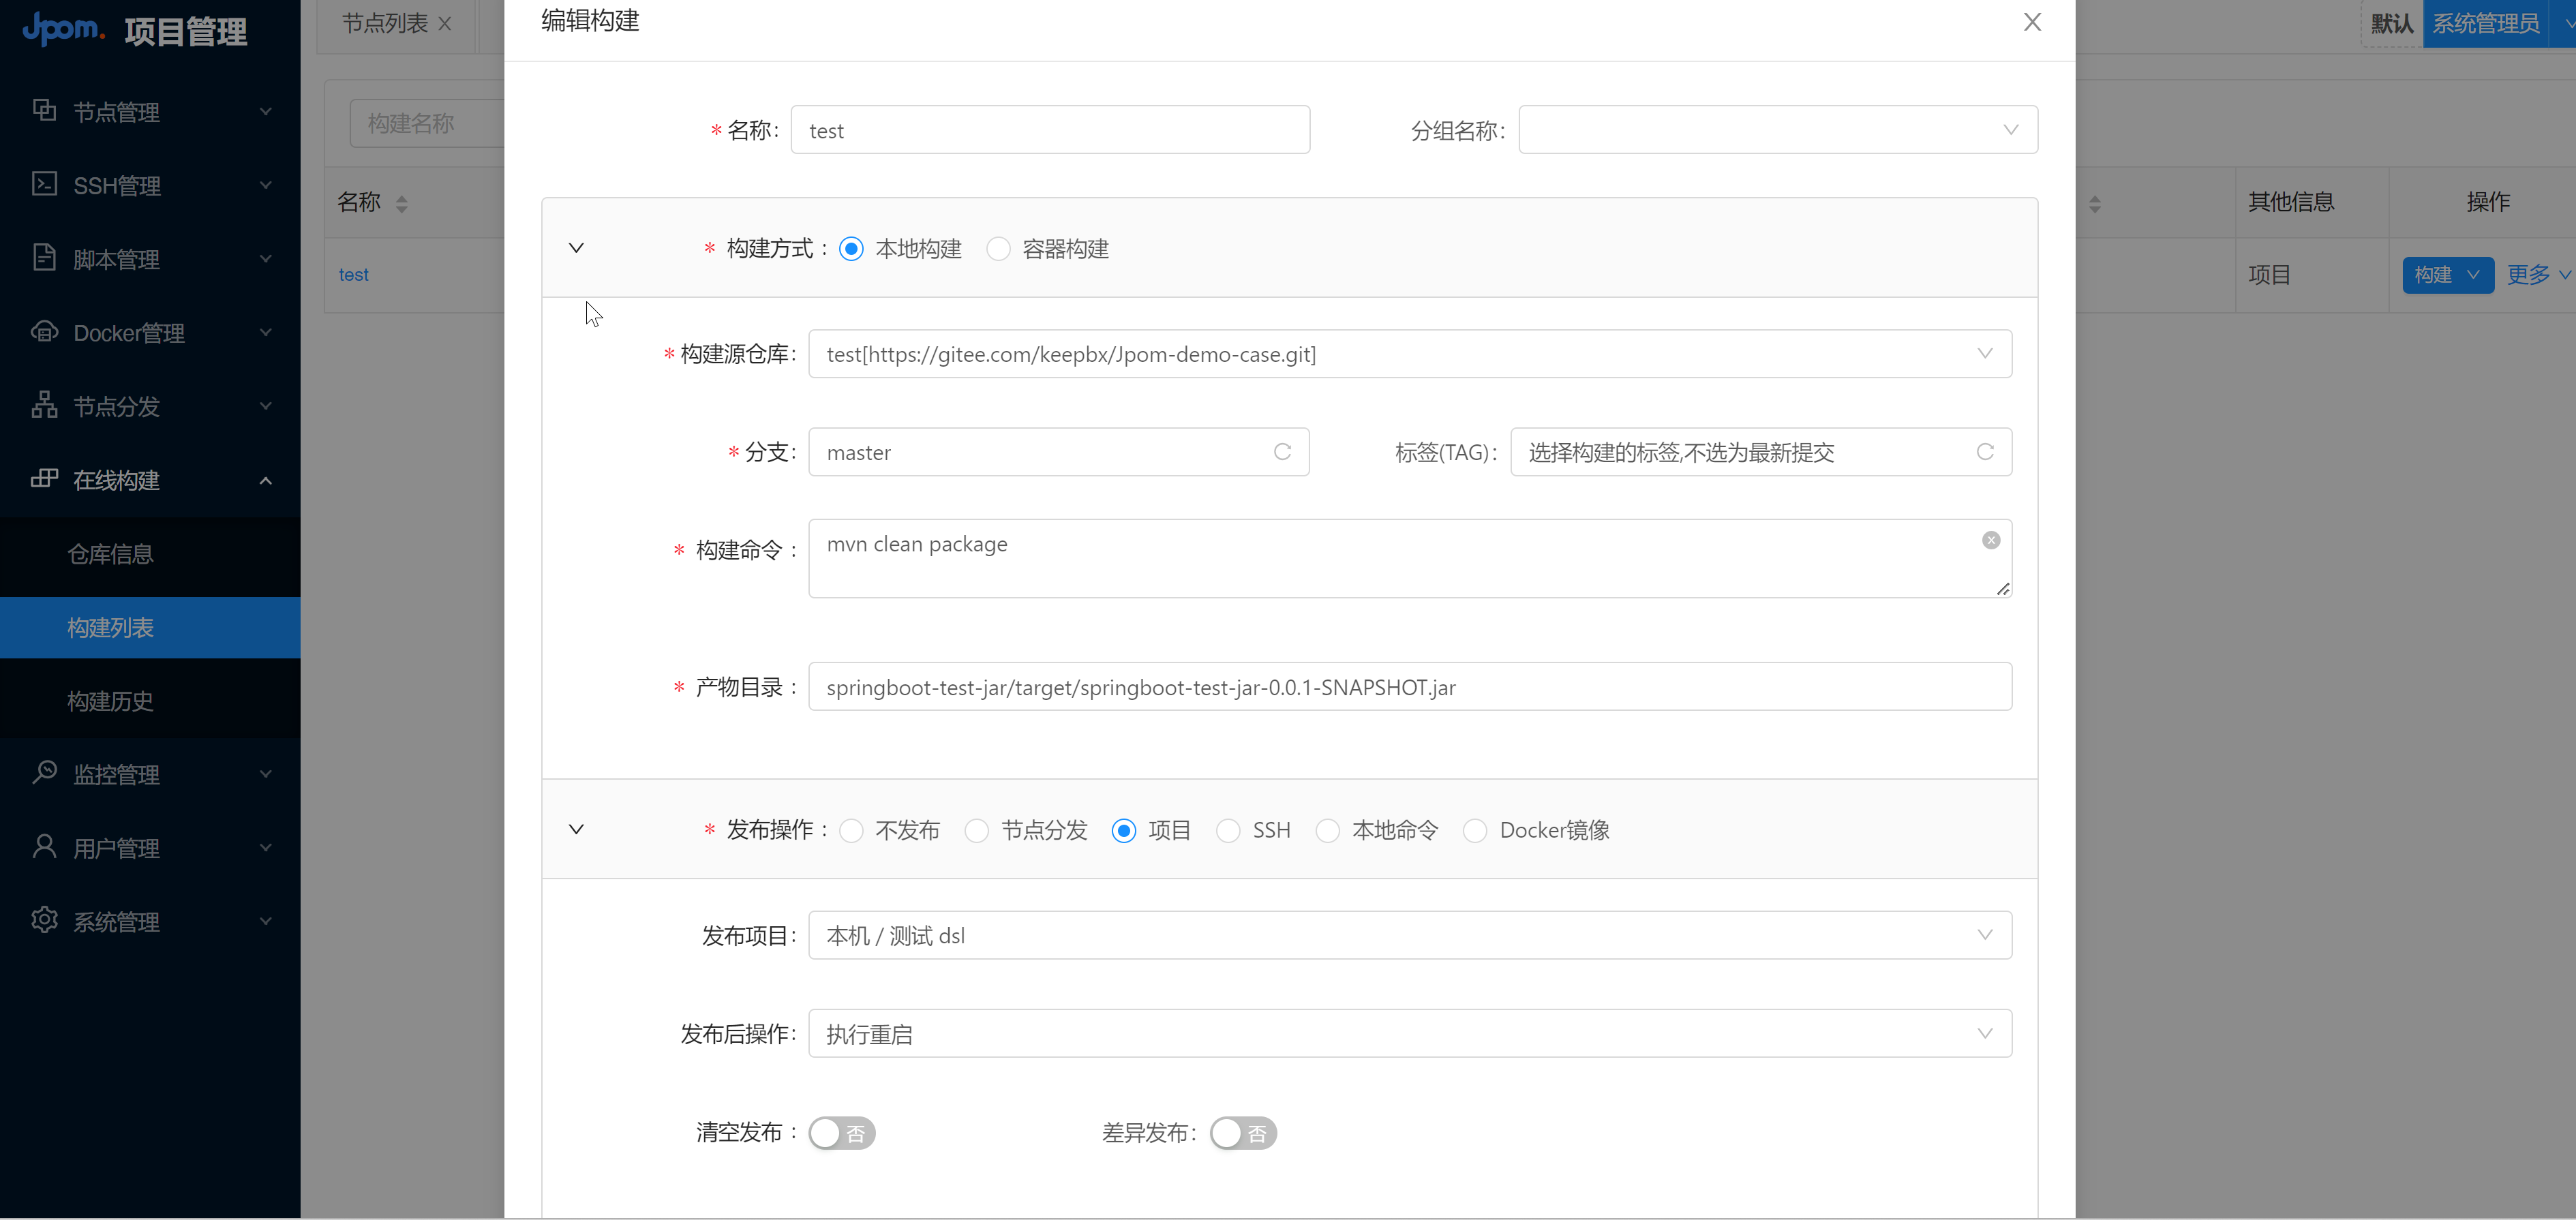 Jpom. 项目管理
节点管理
SSH管理
脚本管理
Docker管理
节点分发
在线构建
仓库信息
构建列表
构建历史
监控管理
用户管理
系统管理
节点列表
构建名称
名称
test
编辑构建
* 名称: test
分组名称:
* 构建方式 : 本地构建 容器构建
* 构建源仓库: test[https://gitee.com/keepbx/Jpom-demo-case.git]
* 分支: master
标签(TAG): 选择构建的标签,不选为最新提交
* 构建命令 : mvn clean package
* 产物目录 : springboot-test-jar/target/springboot-test-jar-0.0.1-SNAPSHOT.jar
* 发布操作 : 不发布 节点分发 项目 SSH 本地命令 Docker镜像
发布项目: 本机 / 测试 dsl
发布后操作: 执行重启
清空发布 : 否
差异发布: 否
默认 系统管理员
其他信息 操作
项目 构建 更多